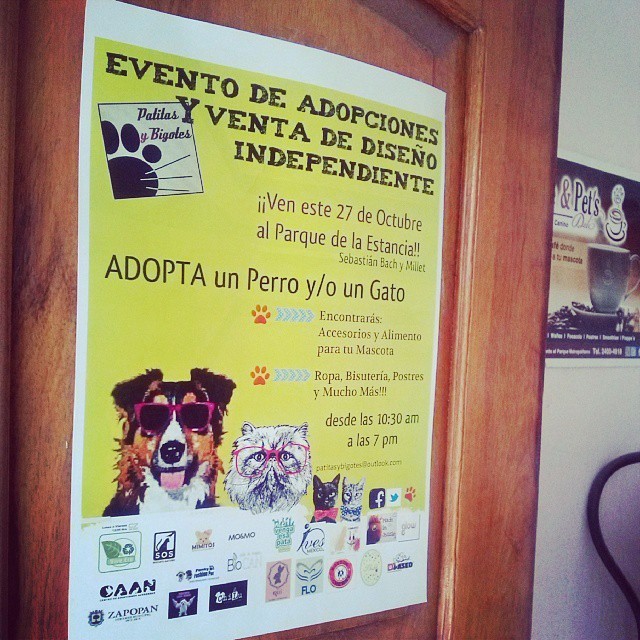 EVENTO DE ADOPCIONES
Y VENTA DE DISEÑO
INDEPENDIENTE
Patitas
y Bigotes
¡¡Ven este 27 de Octubre
al Parque de la Estancia!!
Sebastián Bach y Millet
ADOPTA un Perro y/o un Gato
Encontrarás:
Accesorios y Alimento
para tu Mascota
Ropa, Bisutería, Postres
y Mucho Más!!!
desde las 10:30 am
a las 7 pm
patitasybigotes@outlook.com
SOS
MIMITOS
MO&MO
CAAN
ZAPOPAN
FLO
& Pet's
a tu mascota